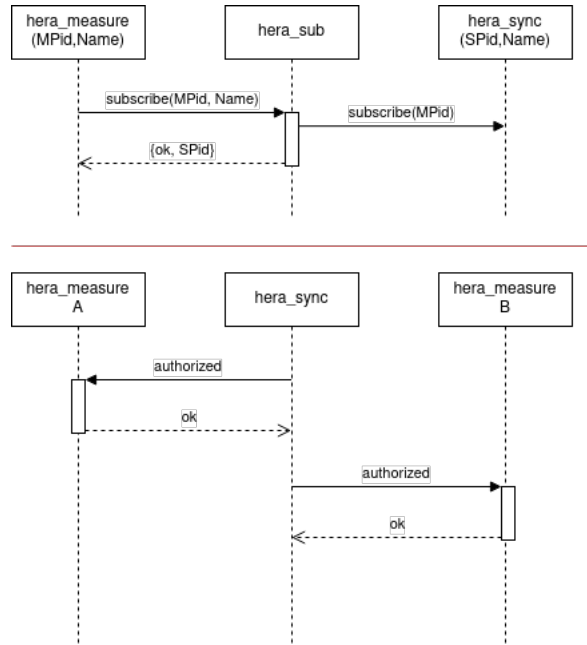 hera_measure
(MPid,Name)
hera_sub
hera_sync
(SPid,Name)
subscribe(MPid, Name)
subscribe(MPid)
{ok, SPid}
hera_measure
A
hera_sync
hera_measure
B
authorized
ok
authorized
ok